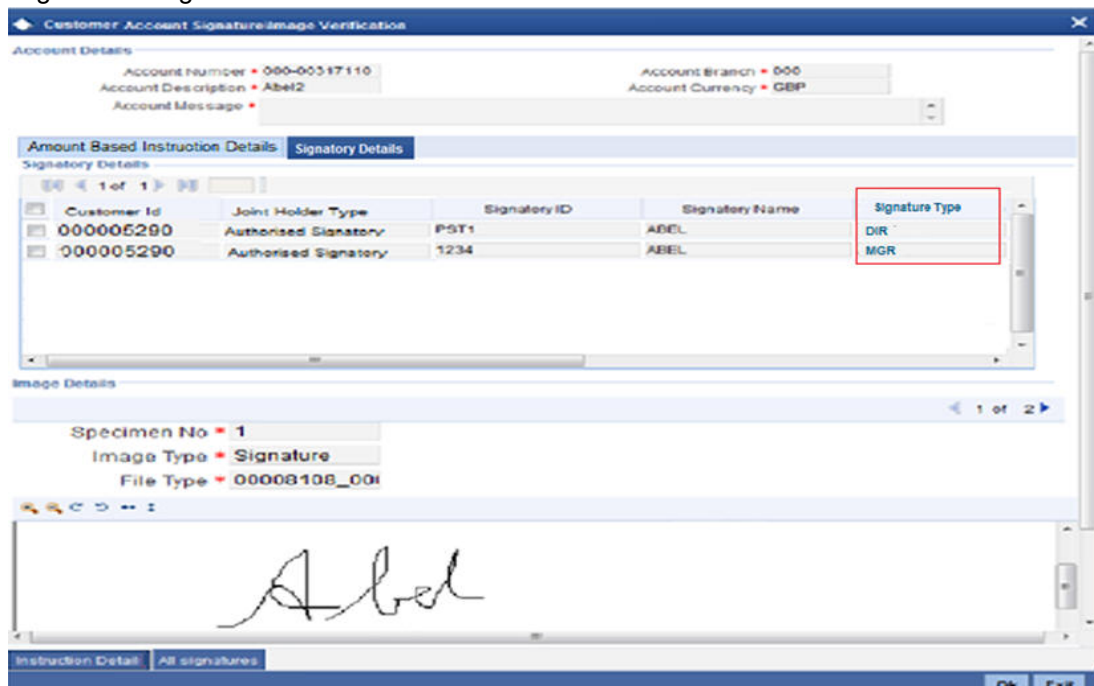 Customer Account Signature/Image Verification
Account Details
Account Number * 000-00317110 Account Branch * 000
Account Description * Abel2 Account Currency * GBP
Account Message *
Amount Based Instruction Details Signatory Details
Signatory Details
1 of 1
Customer Id Joint Holder Type Signatory ID Signatory Name Signature Type
000005290 Authorised Signatory PST1 ABEL DIR
000005290 Authorised Signatory 1234 ABEL MGR
Image Details
1 of 2
Specimen No * 1
Image Type * Signature
File Type * 00008108_00
Abel
Instruction Detail All signatures
Ok Exit